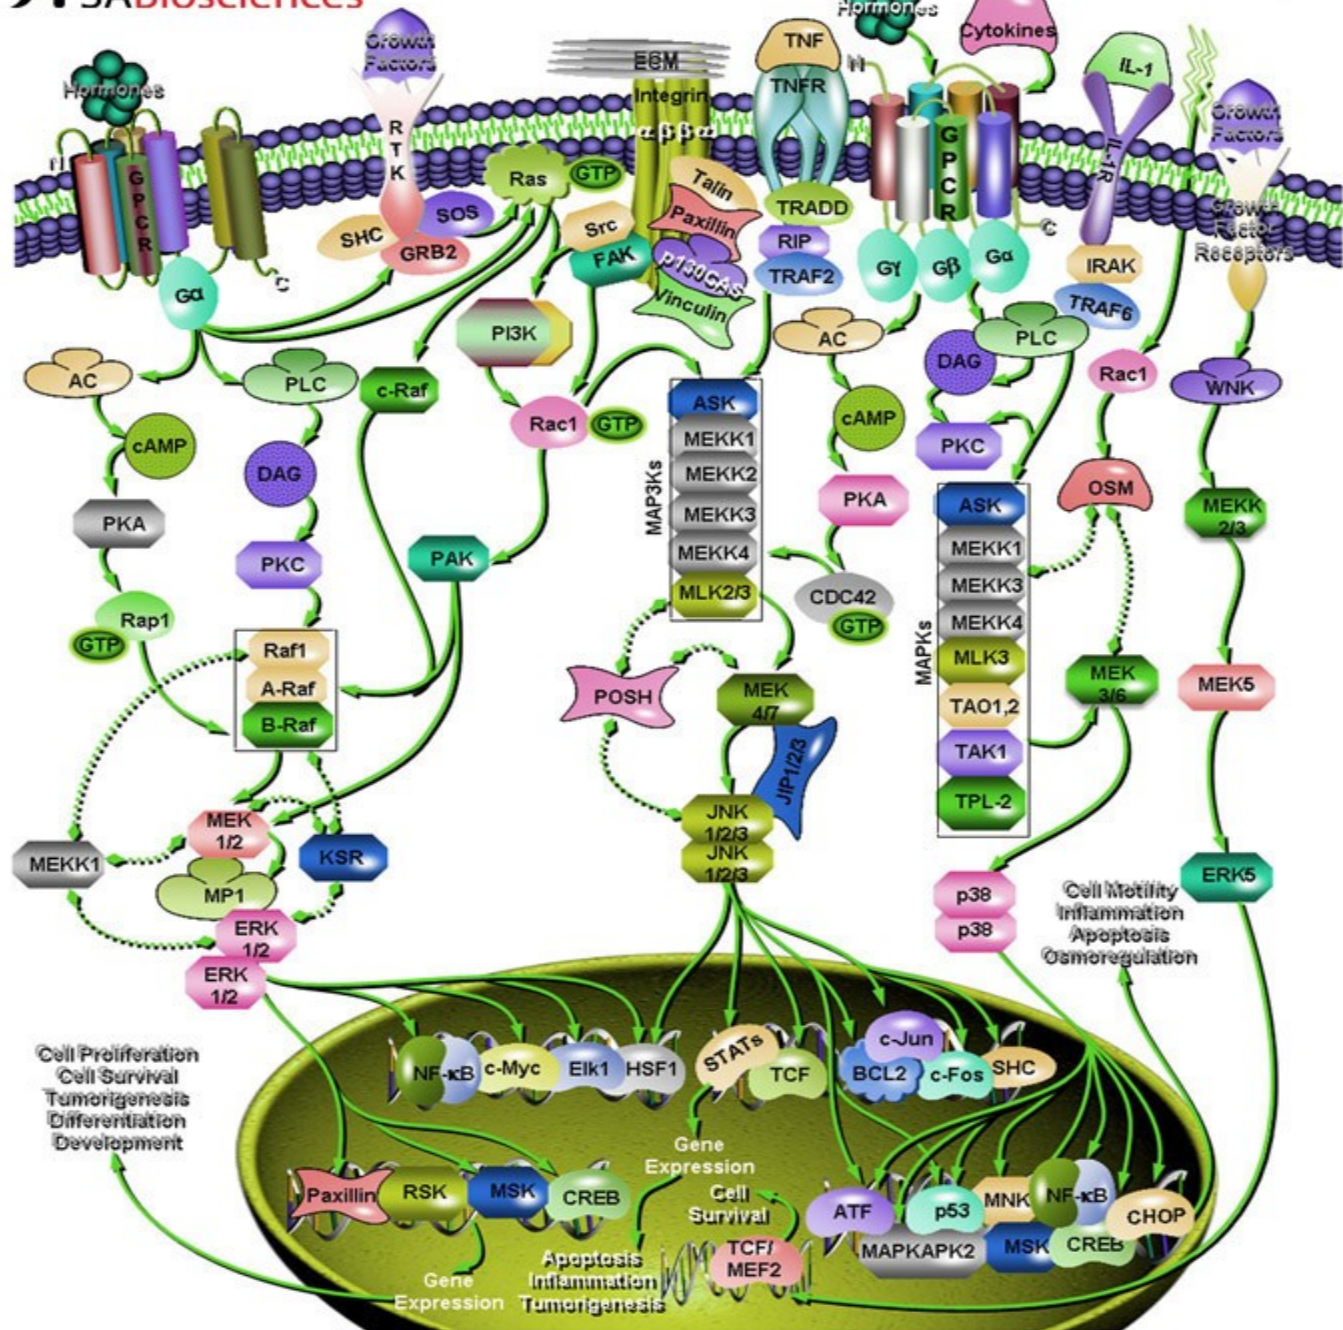 SABiosciences
Hormones
Growth
Factors
ECM
Integrin
α β β α
TNF
TNFR
Hormones
Cytokines
IL-1
Growth
Factors
N
GPCR
C
RTK
Ras
GTP
Talin
Paxillin
p130CAS
Vinculin
Src
FAK
TRADD
RIP
TRAF2
N
GPCR
C
IL-1R
Growth
Factor
Receptors
SHC
SOS
GRB2
Gα
Gγ
Gβ
Gα
IRAK
TRAF6
AC
PLC
c-Raf
PI3K
Rac1
GTP
AC
DAG
PLC
Rac1
WNK
cAMP
DAG
PKA
PKC
PAK
Rap1
GTP
MAP3Ks
ASK
MEKK1
MEKK2
MEKK3
MEKK4
MLK2/3
cAMP
PKA
CDC42
GTP
PKC
OSM
MEKK
2/3
MAPKs
ASK
MEKK1
MEKK3
MEKK4
MLK3
TAO1,2
TAK1
TPL-2
Raf1
A-Raf
B-Raf
POSH
MEK
4/7
JIP1/2/3
MEK
3/6
MEK5
MEK
1/2
MEKK1
KSR
MP1
ERK
1/2
ERK
1/2
JNK
1/2/3
JNK
1/2/3
p38
p38
Cell Motility
Inflammation
Apoptosis
Osmoregulation
ERK5
Cell Proliferation
Cell Survival
Tumorigenesis
Differentiation
Development
NF-κB
c-Myc
Elk1
HSF1
STATs
TCF
c-Jun
BCL2
c-Fos
SHC
Gene
Expression
Paxillin
RSK
MSK
CREB
Cell
Survival
ATF
p53
MNK
NF-κB
CHOP
MAPKAPK2
MSK
CREB
TCF/
MEF2
Apoptosis
Inflammation
Tumorigenesis
Gene
Expression